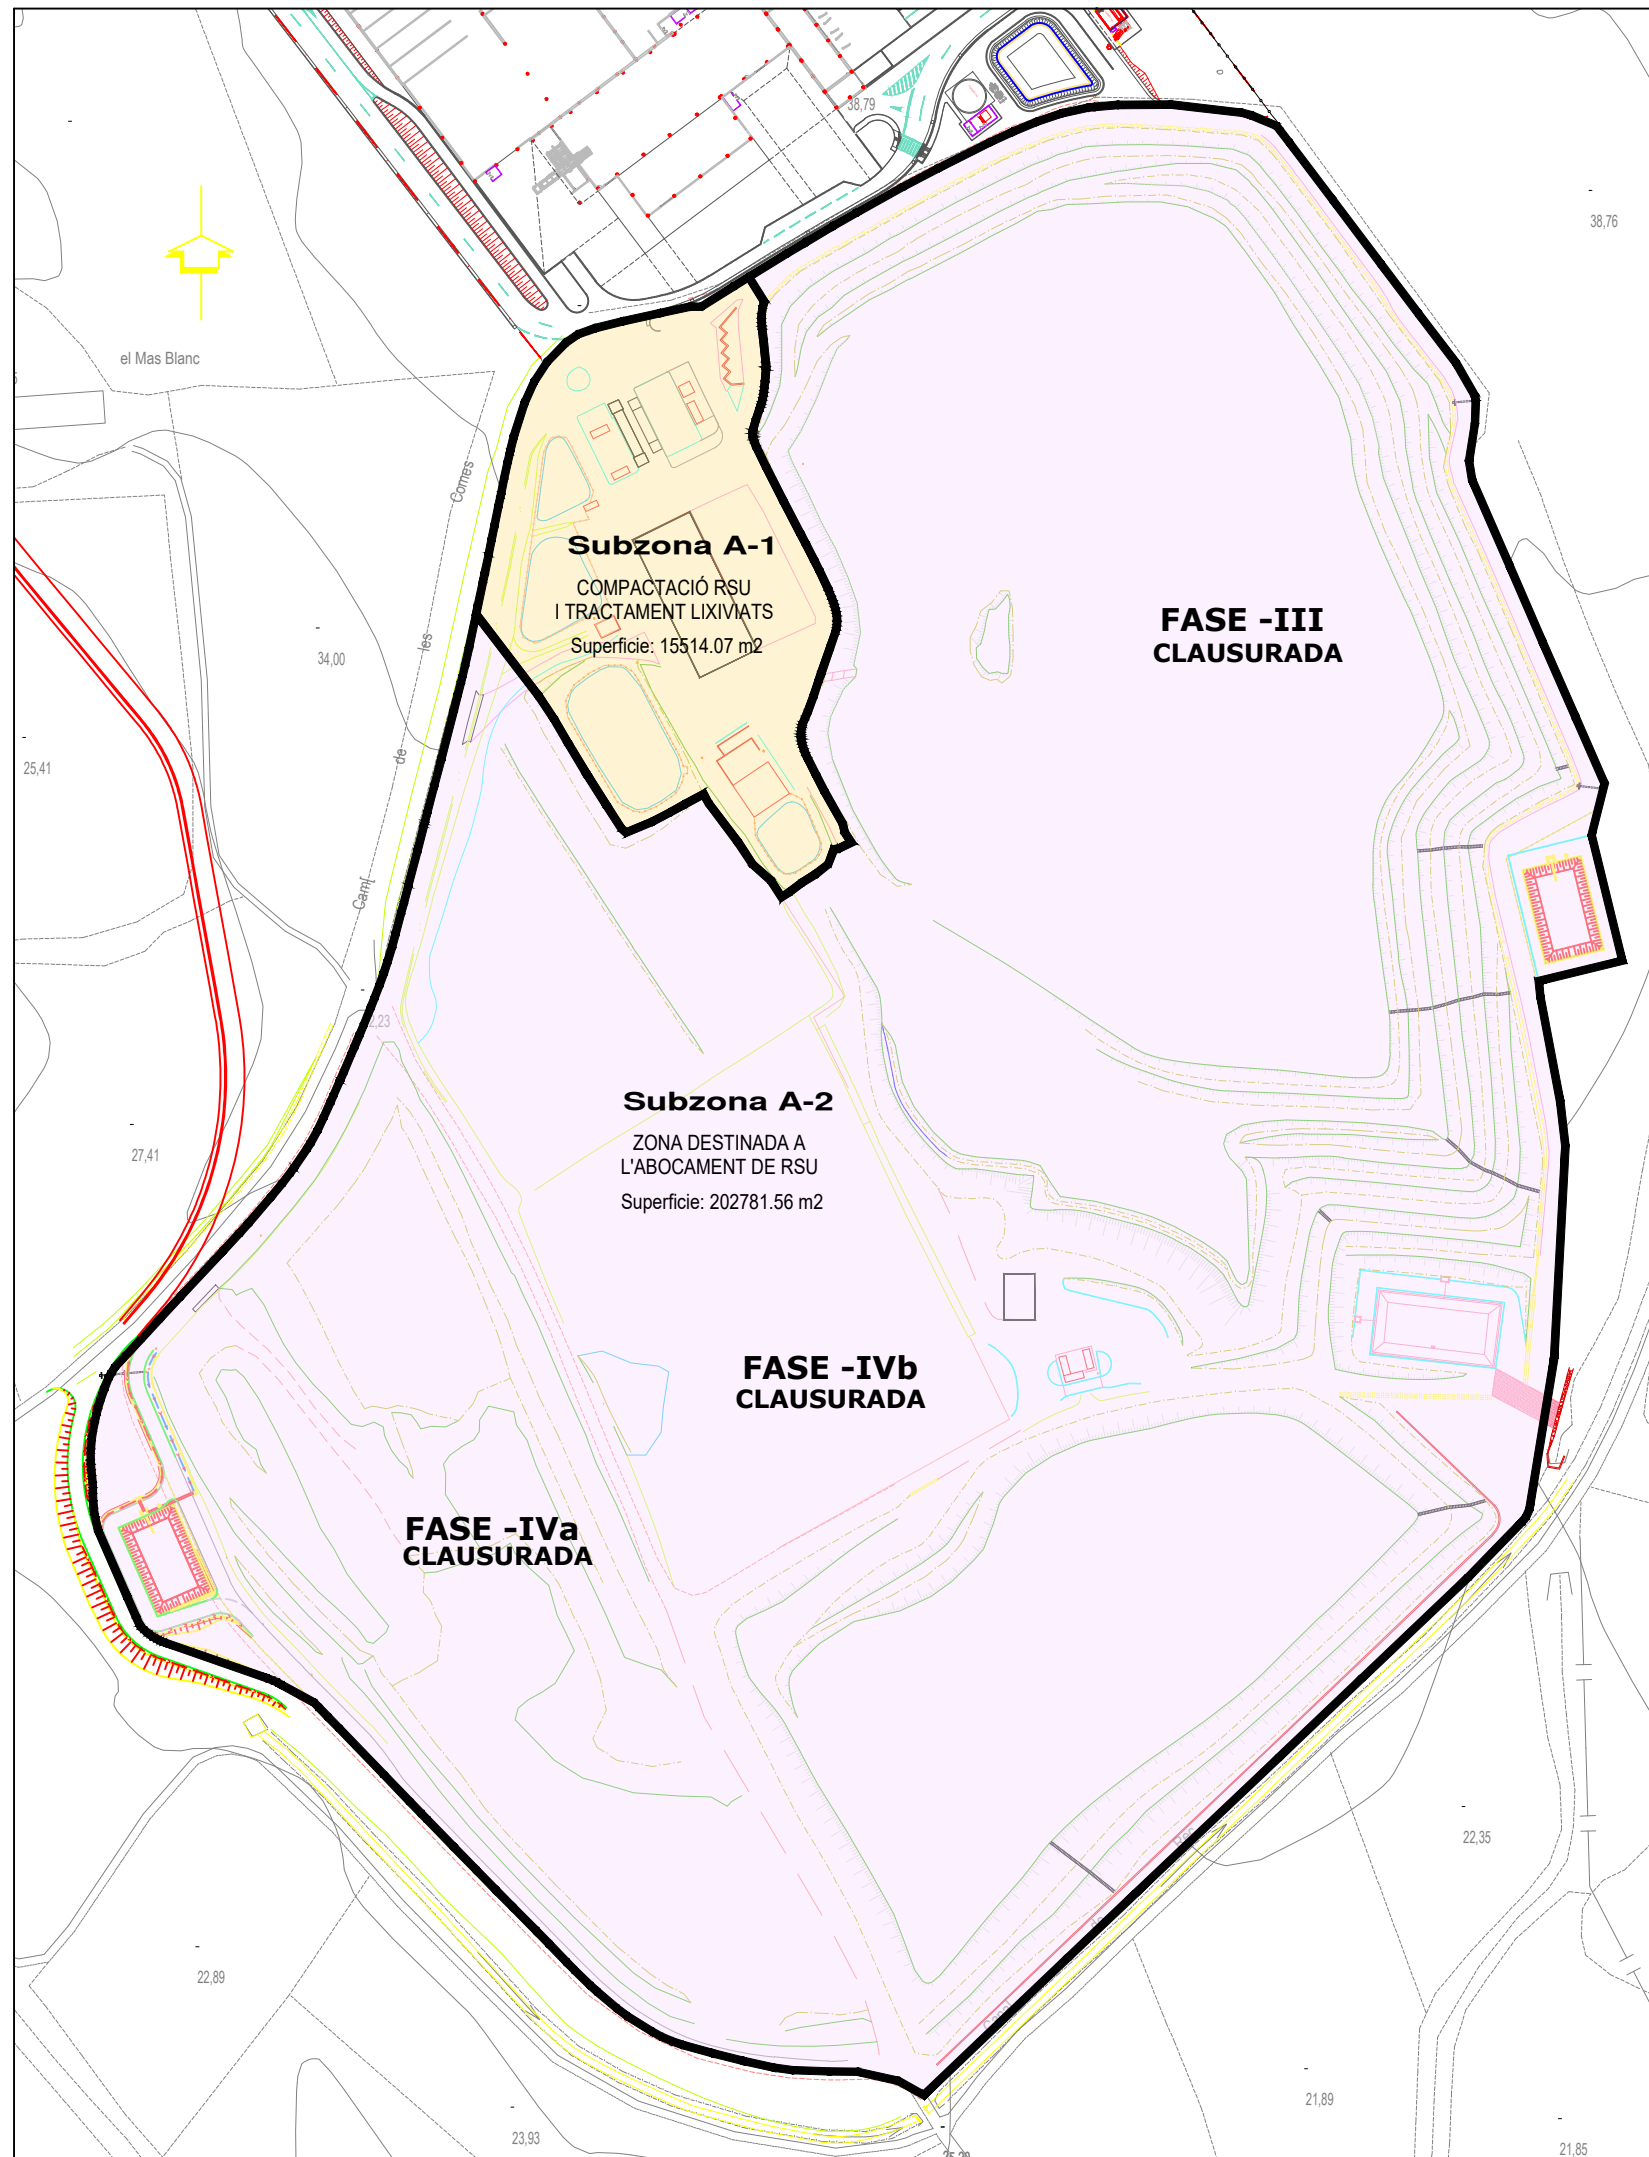 38,79
38,76
el Mas Blanc
Comes
les
de
Camí
Subzona A-1
COMPACTACIÓ RSU
I TRACTAMENT LIXIVIATS
Superficie: 15514.07 m2
FASE -III
CLAUSURADA
34,00
25,41
27,41
Subzona A-2
ZONA DESTINADA A
L'ABOCAMENT DE RSU
Superficie: 202781.56 m2
FASE -IVb
CLAUSURADA
FASE -IVa
CLAUSURADA
22,35
22,89
21,89
23,93
21,85